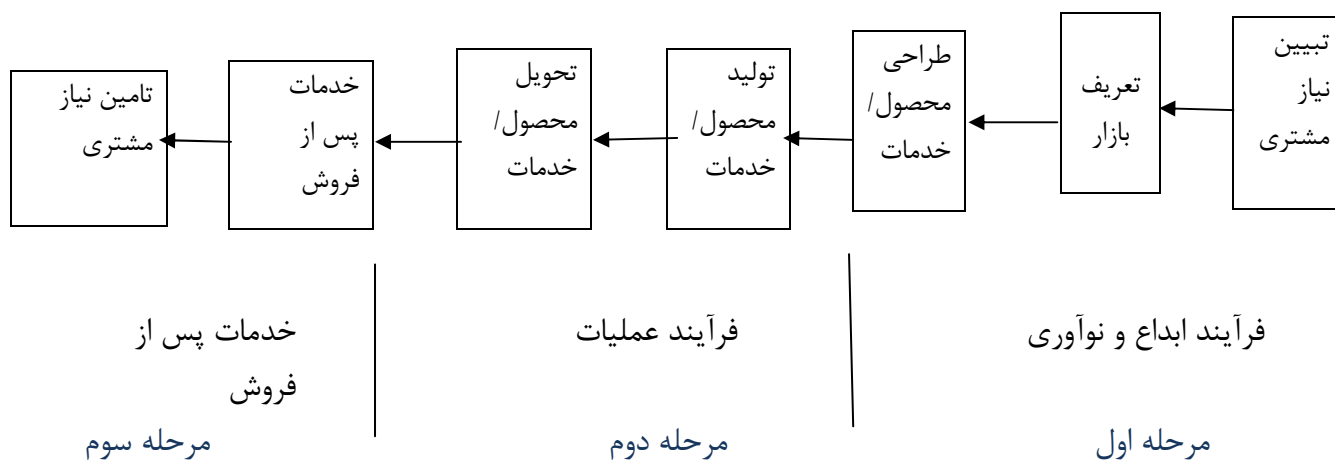 تبیین
نیاز
مشتری
تعریف
بازار
طراحی
محصول/
خدمات
تولید
محصول/
خدمات
تحویل
محصول/
خدمات
خدمات
پس از
فروش
تامین نیاز
مشتری
فرآیند ابداع و نوآوری
فرآیند عملیات
خدمات پس از
فروش
مرحله اول
مرحله دوم
مرحله سوم